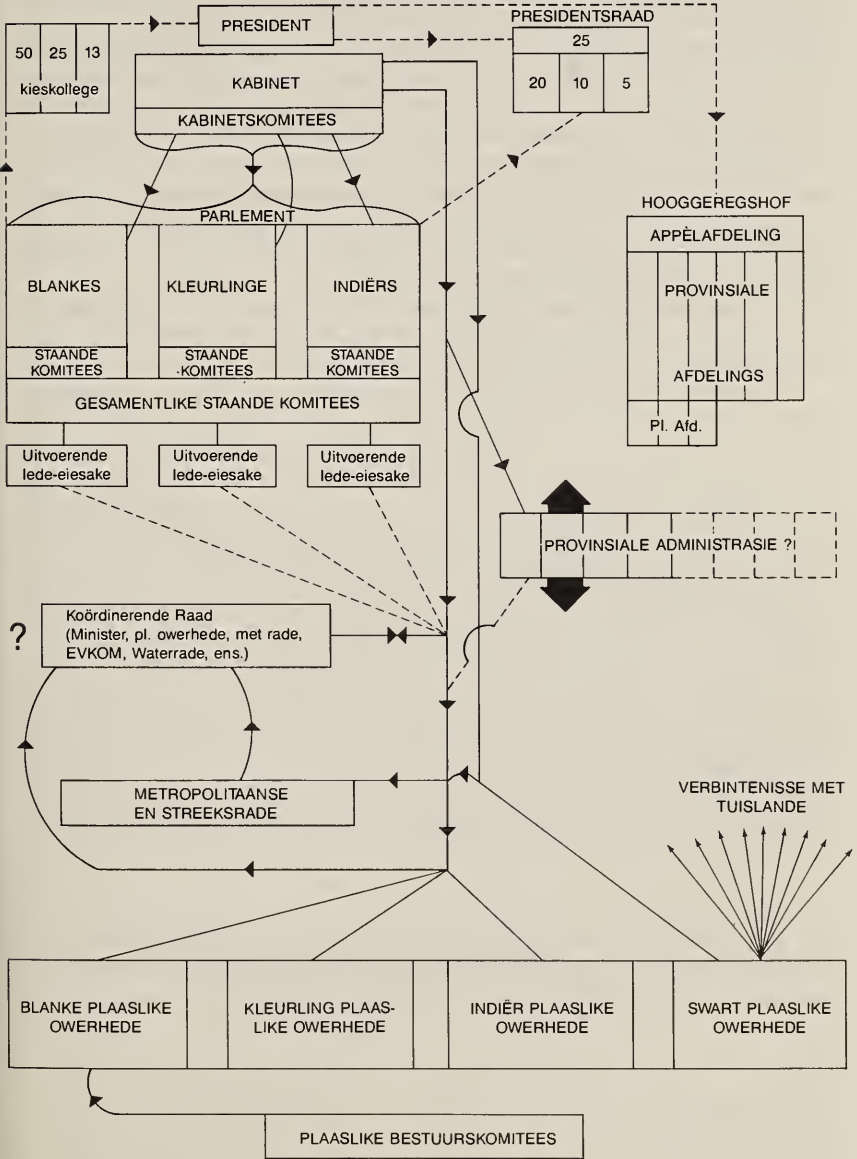 PRESIDENT
PRESIDENTSRAAD
50 25 13
kieskollege
25
20 10 5
KABINET
KABINETSKOMITEES
PARLEMENT
HOOGGEREGSHOF
APPÈLAFDELING
PROVINSIALE
AFDELINGS
Pl. Afd.
BLANKES
KLEURLINGE
INDIËRS
STAANDE
KOMITEES
STAANDE
KOMITEES
STAANDE
KOMITEES
GESAMENTLIKE STAANDE KOMITEES
Uitvoerende
lede-eiesake
Uitvoerende
lede-eiesake
Uitvoerende
lede-eiesake
PROVINSIALE ADMINISTRASIE ?
?
Koördinerende Raad
(Minister, pl. owerhede, met rade,
EVKOM, Waterrade, ens.)
METROPOLITAANSE
EN STREEKSRADE
VERBINTENISSE MET
TUISLANDE
BLANKE PLAASLIKE
OWERHEDE
KLEURLING PLAAS-
LIKE OWERHEDE
INDIËR PLAASLIKE
OWERHEDE
SWART PLAASLIKE
OWERHEDE
PLAASLIKE BESTUURSKOMITEES